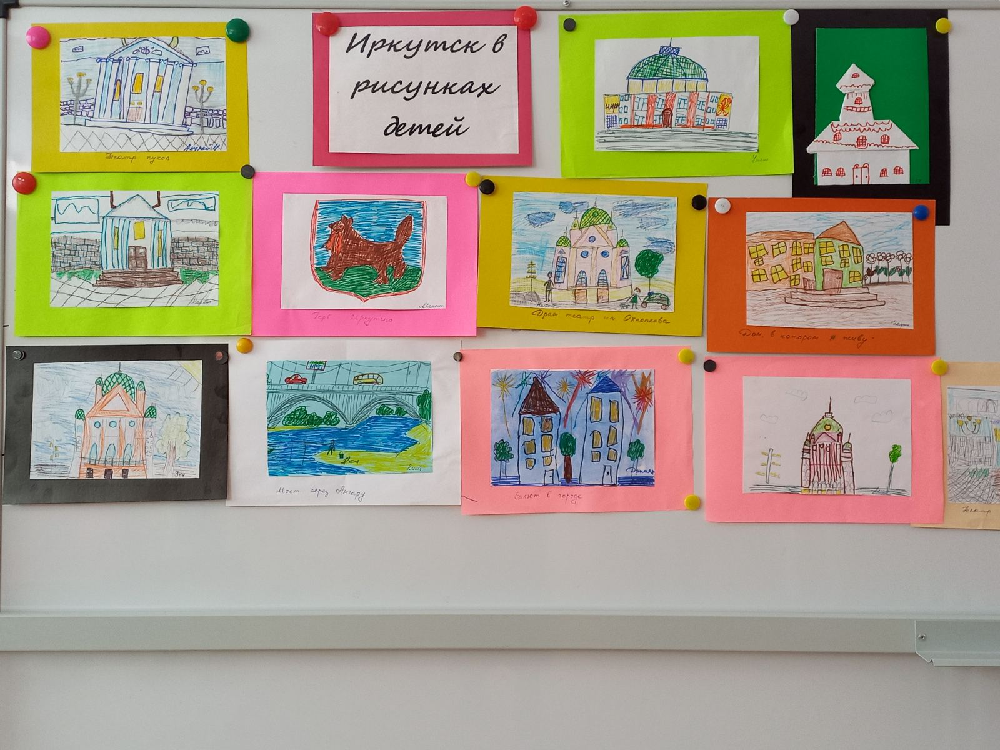 Иркутск в
рисунках
детей
Андрей Н.
Театр кукол
ЦИРК
Герб Иркутска
Драм. театр им. Охлопкова
Дом, в котором я живу.
Мост через Ангару
Салют в городе
Театр